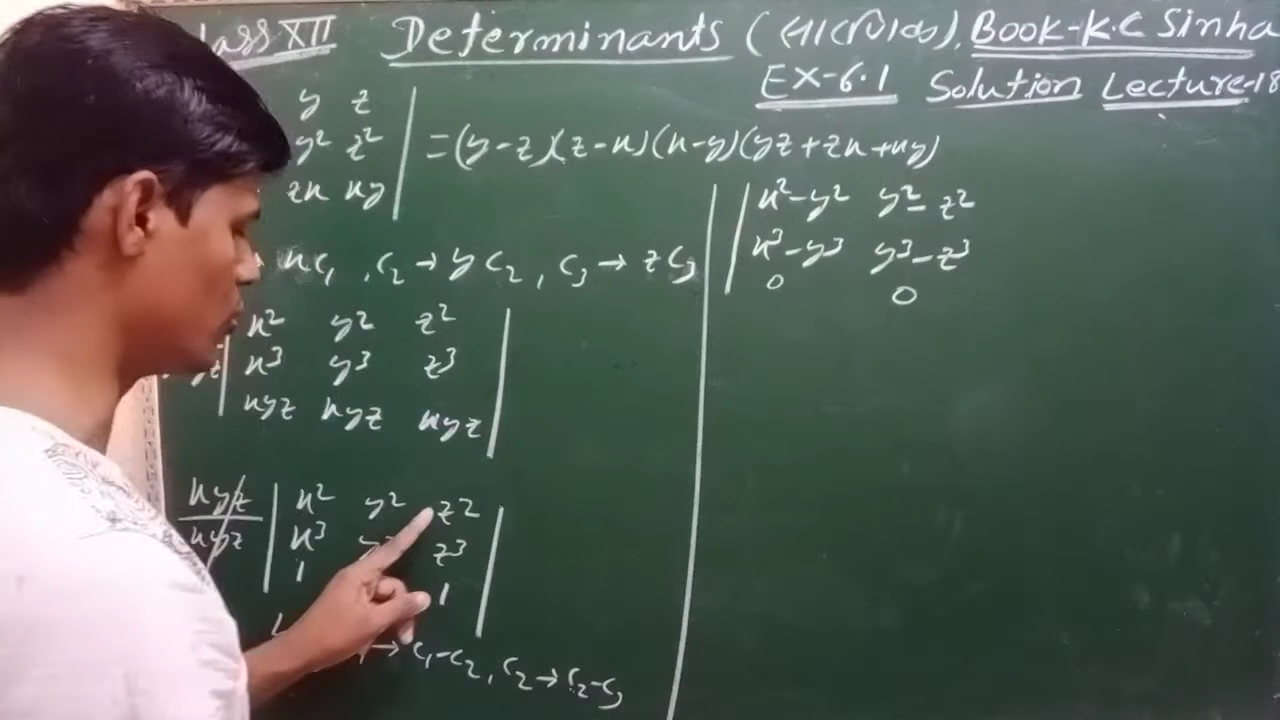 lass XII Determinants (सारणिक), Book-K.C Sinha
EX-6.1 Solution Lecture-18
y z
y² z² = (y-z)(z-x)(x-y)(yz+zx+xy)
zx xy
xC₁, C₂→yC₂, C₃→zC₃
x² y² z²
x³ y³ z³
xyz xyz xyz
xyz/xyz x² y² z²
x³ z³
1 1
→C₁-C₂, C₂→C₂-C₃
x²-y² y²-z²
x³-y³ y³-z³
0 0